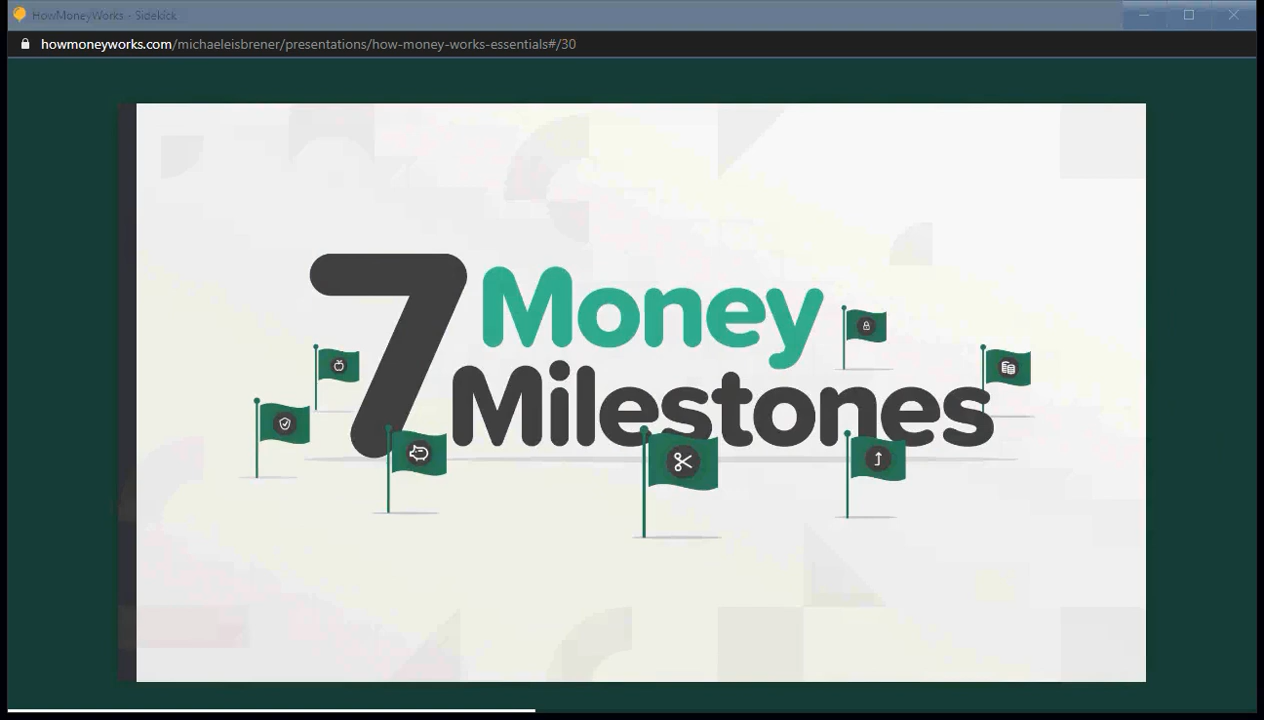 HowMoneyWorks - Sidekick
howmoneyworks.com/michaeleisbrener/presentations/how-money-works-essentials#/30
7 Money
Milestones